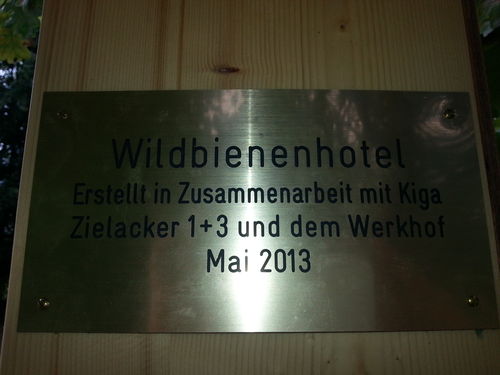 Wildbienenhotel
Erstellt in Zusammenarbeit mit Kiga
Zielacker 1+3 und dem Werkhof
Mai 2013